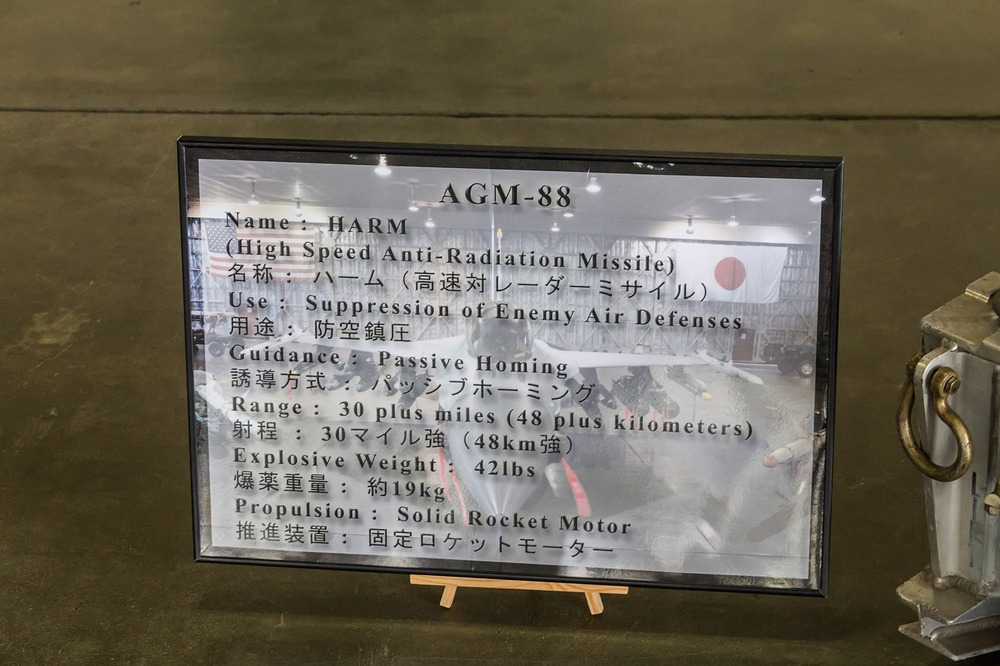 AGM-88
Name : HARM
(High Speed Anti-Radiation Missile)
名称 : ハーム（高速対レーダーミサイル）
Use : Suppression of Enemy Air Defenses
用途 : 防空鎮圧
Guidance : Passive Homing
誘導方式 : パッシブホーミング
Range : 30 plus miles (48 plus kilometers)
射程 : 30マイル強（48km強）
Explosive Weight : 42lbs
爆薬重量 : 約19kg
Propulsion : Solid Rocket Motor
推進装置 : 固定ロケットモーター